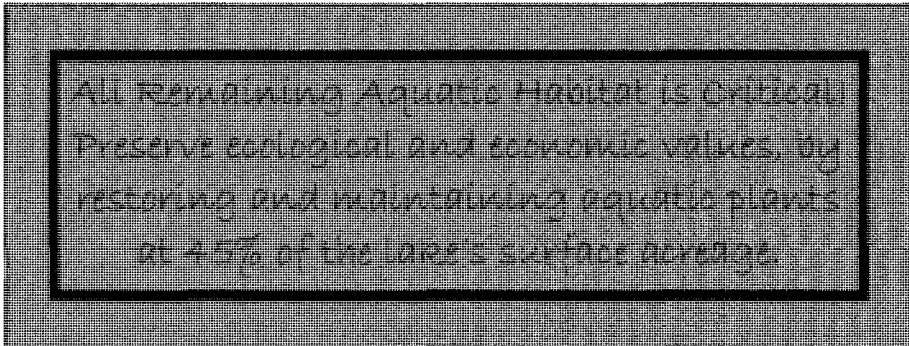 All Remaining Aquatic Habitat is Critical!
Preserve ecological and economic values, by
restoring and maintaining aquatic plants
at 45% of the lake's surface acreage.